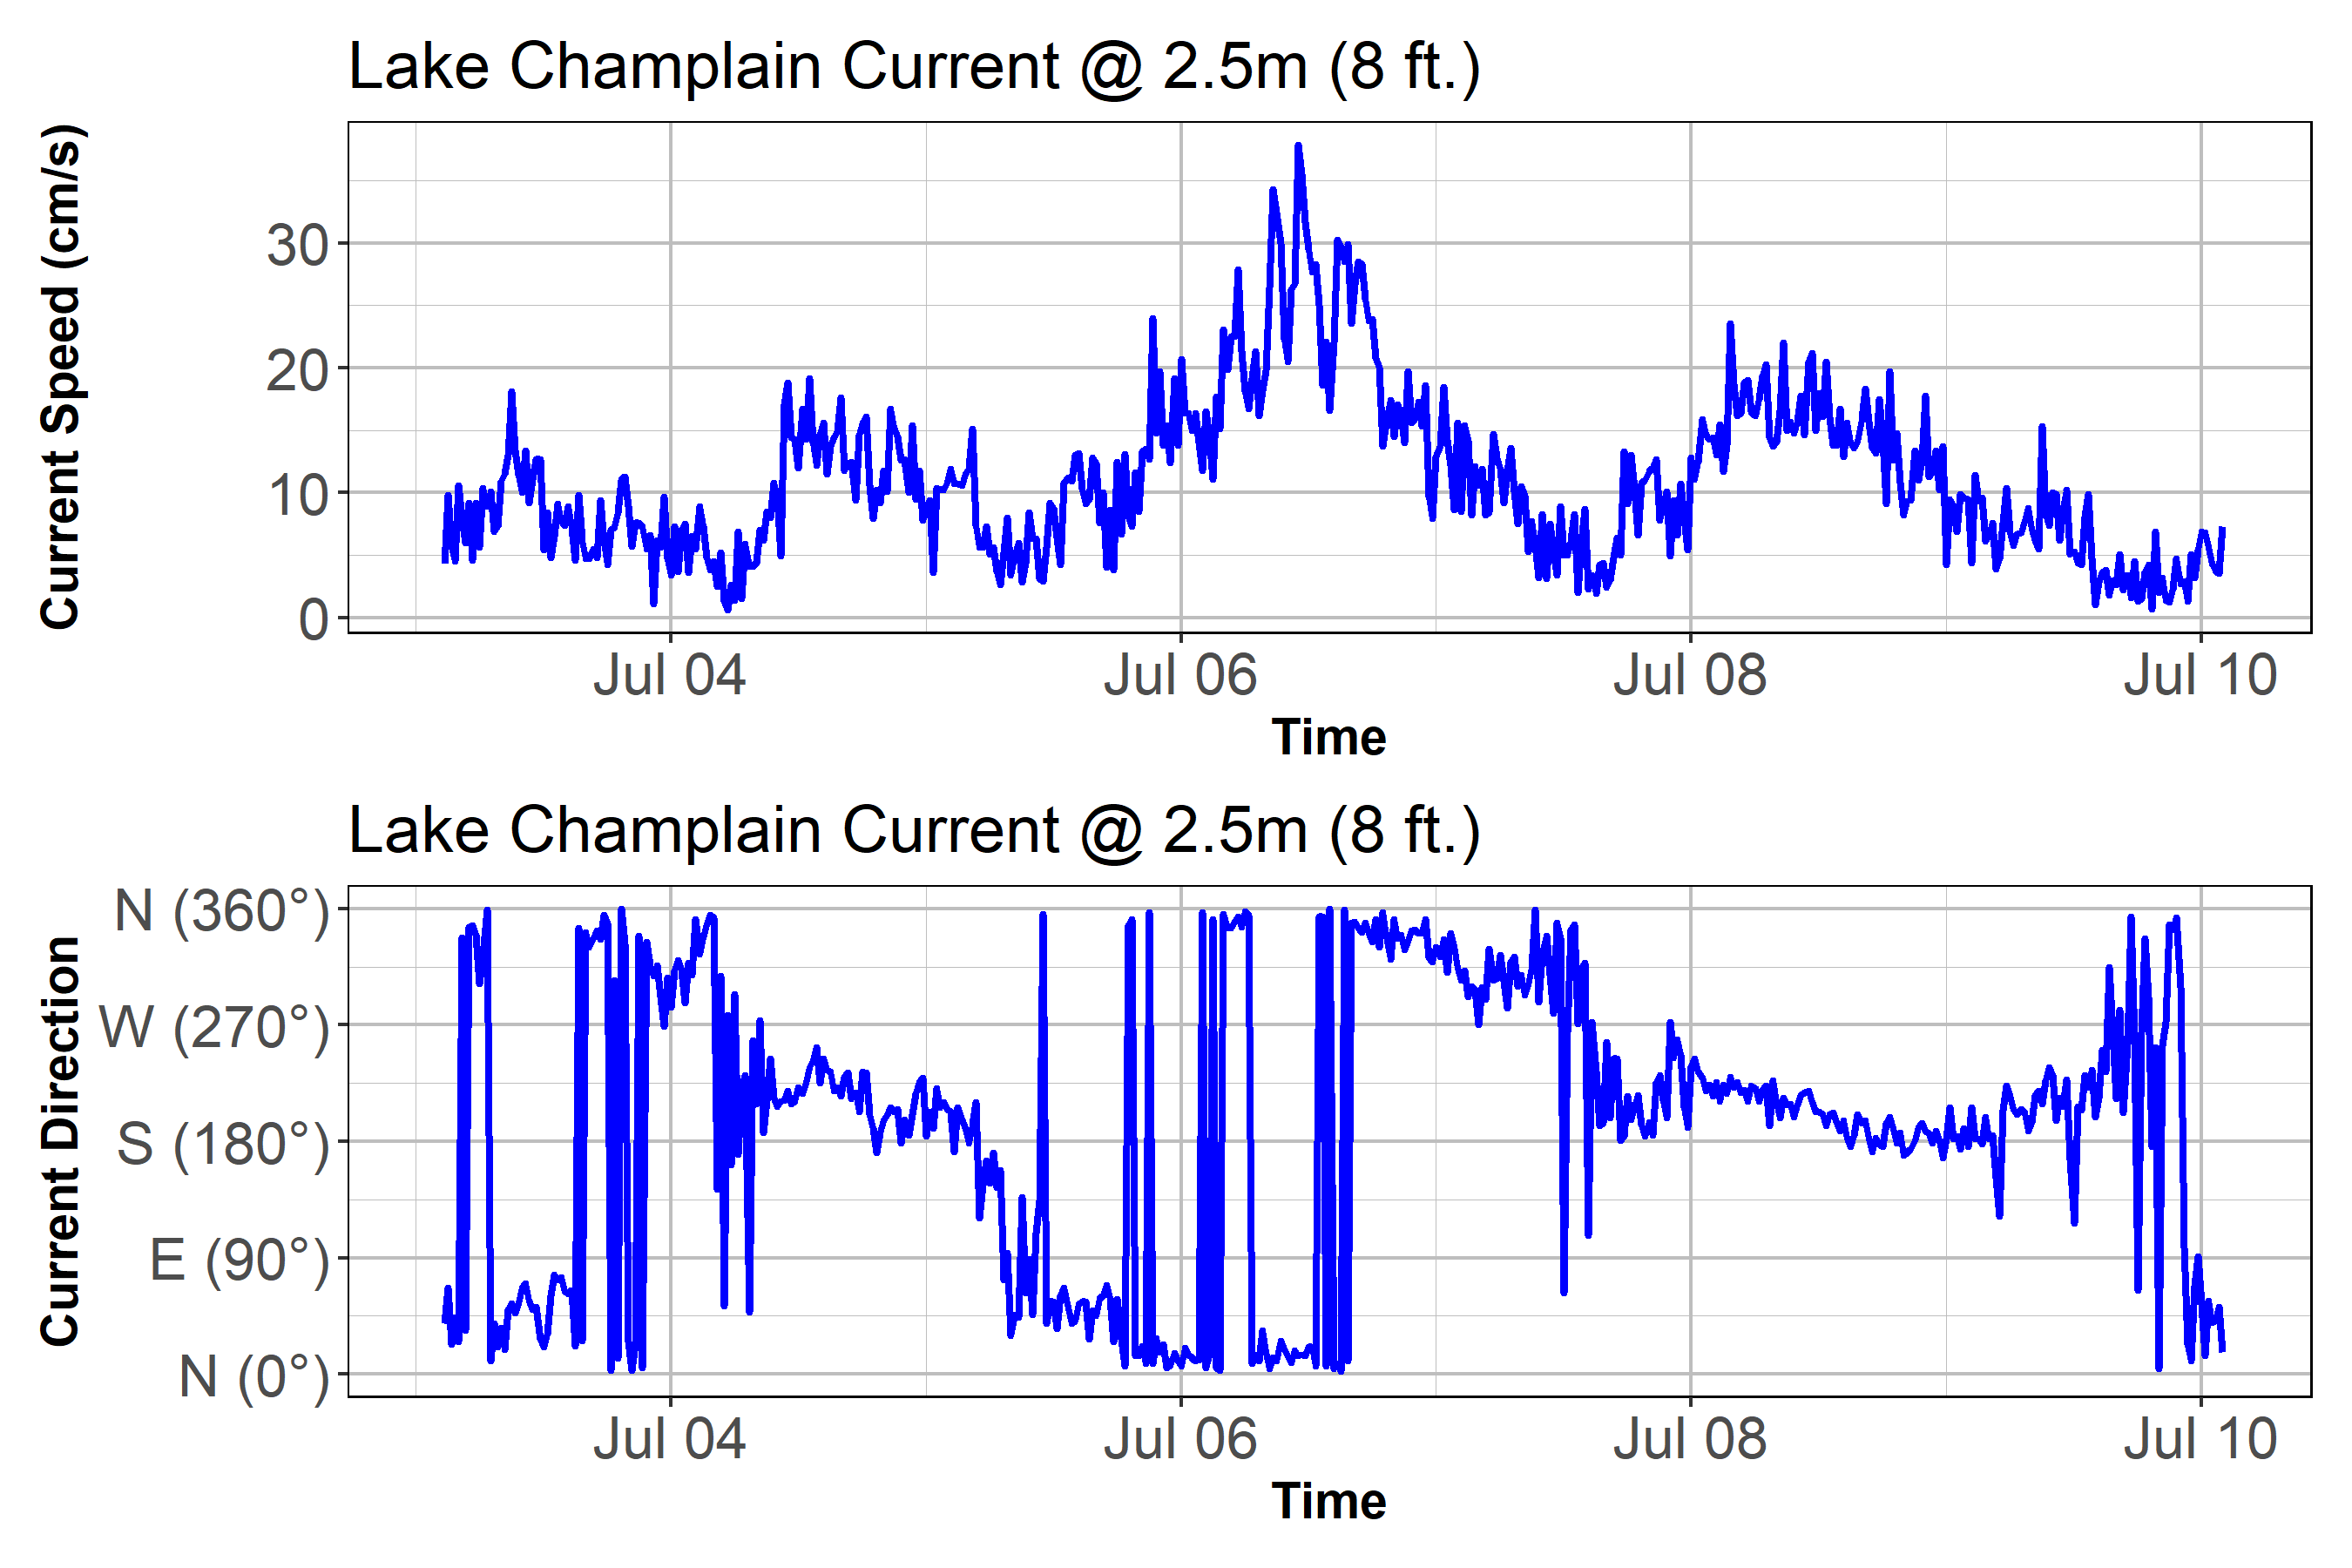 Lake Champlain Current @ 2.5m (8 ft.)
Current Speed (cm/s)
30
20
10
0
Jul 04 Jul 06 Jul 08 Jul 10
Time
Lake Champlain Current @ 2.5m (8 ft.)
Current Direction
N (360°)
W (270°)
S (180°)
E (90°)
N (0°)
Jul 04 Jul 06 Jul 08 Jul 10
Time